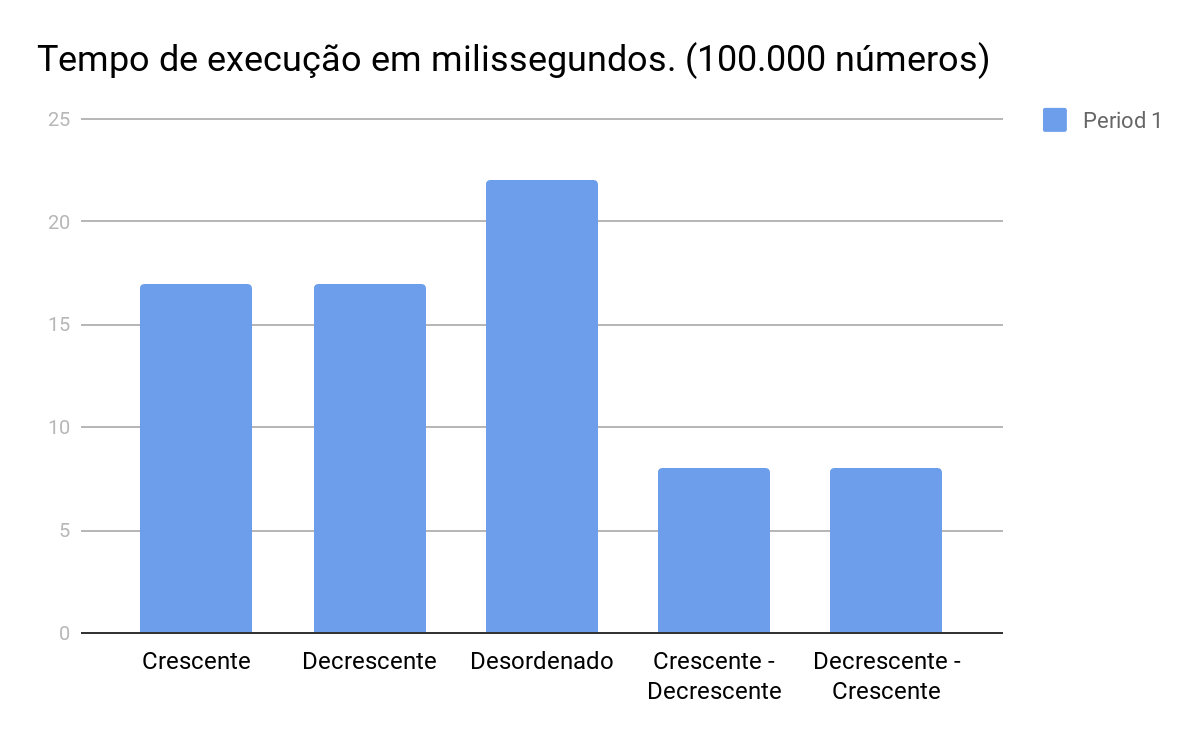 Tempo de execução em milissegundos. (100.000 números)
25
Period 1
20
15
10
5
0
Crescente
Decrescente
Desordenado
Crescente -
Decrescente
Decrescente -
Crescente